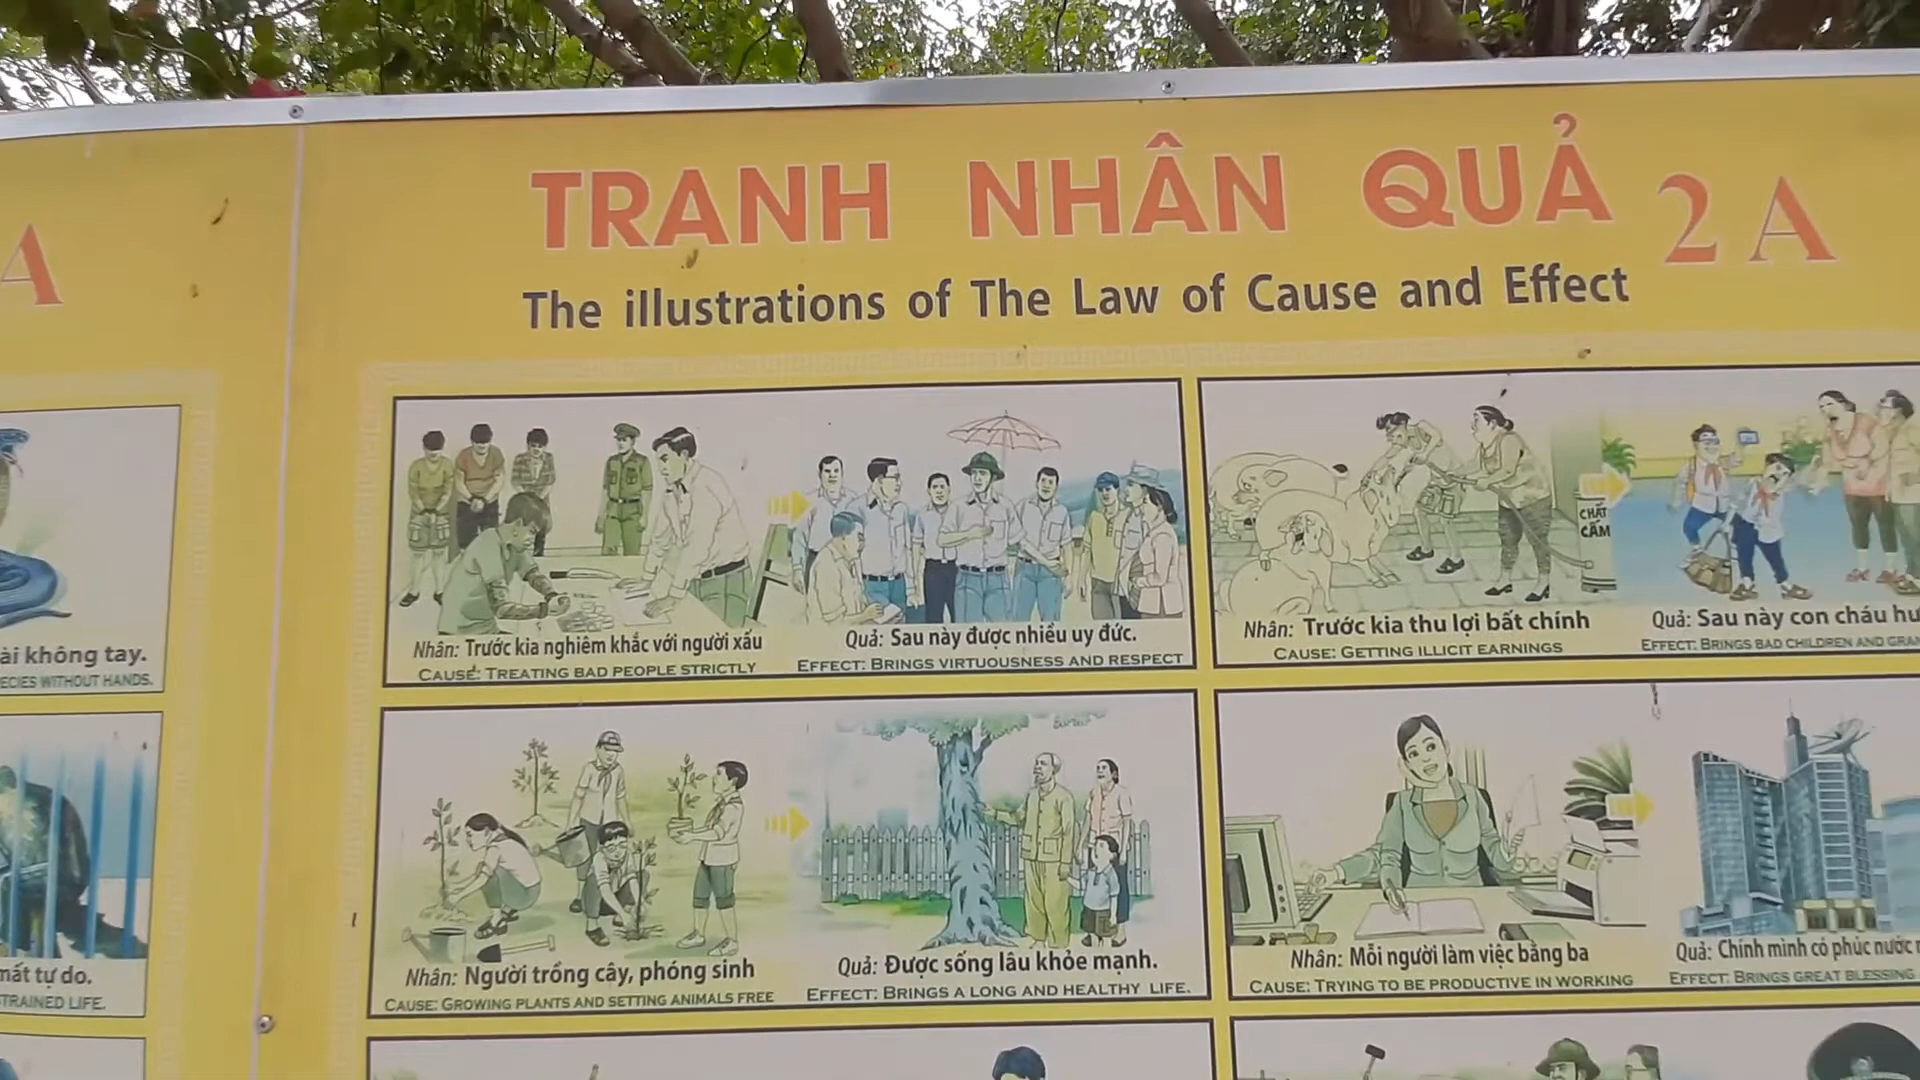 A
TRANH NHÂN QUẢ 2 A
The illustrations of The Law of Cause and Effect
Nhân: Trước kia nghiêm khắc với người xấu
CAUSE: TREATING BAD PEOPLE STRICTLY
Quả: Sau này được nhiều uy đức.
EFFECT: BRINGS VIRTUOUSNESS AND RESPECT
CHẤT
CẤM
Nhân: Trước kia thu lợi bất chính
CAUSE: GETTING ILLICIT EARNINGS
Quả: Sau này con cháu hư
EFFECT: BRINGS BAD CHILDREN AND GRAN
ài không tay.
ECIES WITHOUT HANDS.
Nhân: Người trồng cây, phóng sinh
CAUSE: GROWING PLANTS AND SETTING ANIMALS FREE
Quả: Được sống lâu khỏe mạnh.
EFFECT: BRINGS A LONG AND HEALTHY LIFE.
Nhân: Mỗi người làm việc bằng ba
CAUSE: TRYING TO BE PRODUCTIVE IN WORKING
Quả: Chính mình có phúc nước
EFFECT: BRINGS GREAT BLESSING
mất tự do.
TRAINED LIFE.